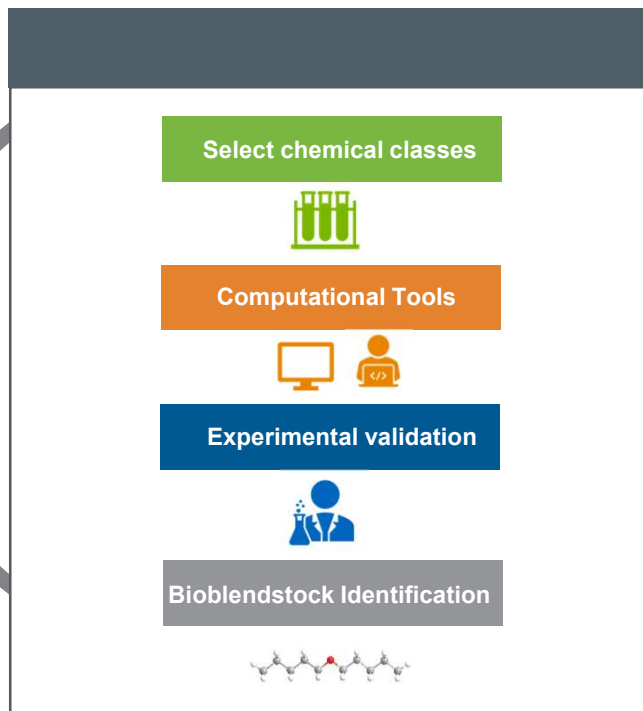 Select chemical classes
Computational Tools
</>
Experimental validation
Bioblendstock Identification